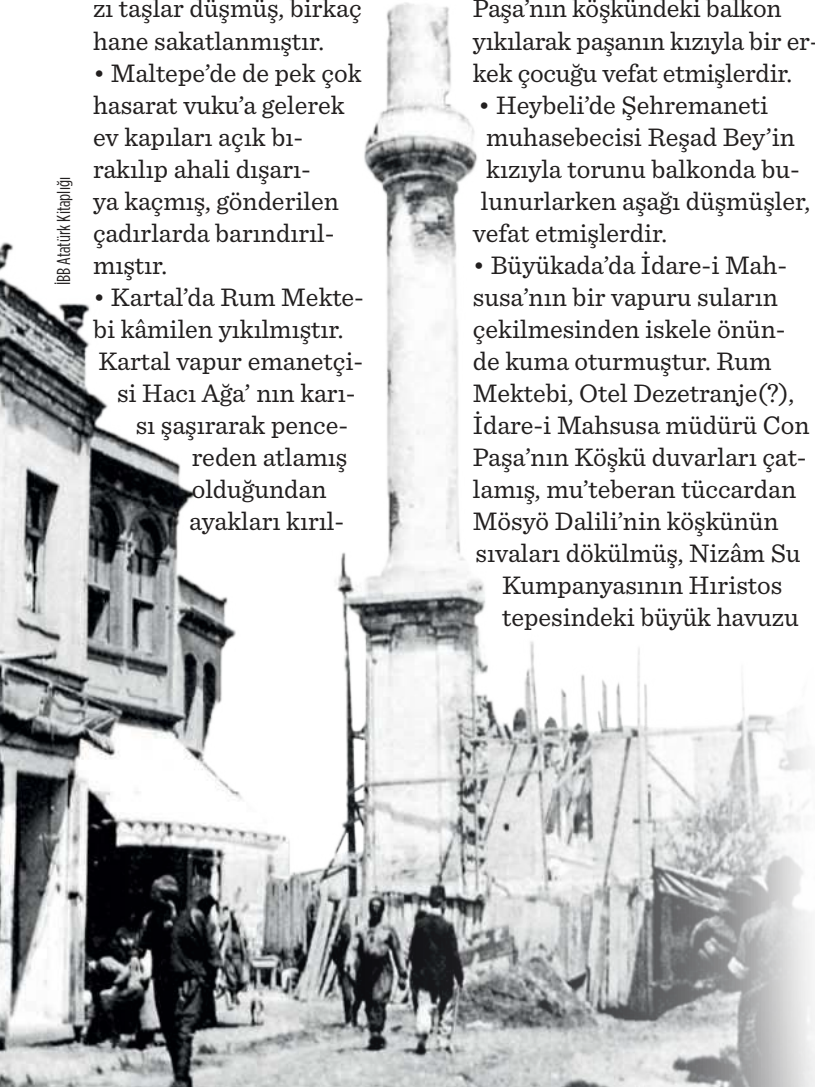 zı taşlar düşmüş, birkaç
hane sakatlanmıştır.
• Maltepe’de de pek çok
hasarat vuku’a gelerek
ev kapıları açık bı-
rakılıp ahali dışarı-
ya kaçmış, gönderilen
çadırlarda barındırıl-
mıştır.
• Kartal’da Rum Mekte-
bi kâmilen yıkılmıştır.
Kartal vapur emanetçi-
si Hacı Ağa’ nın karı-
sı şaşırarak pence-
reden atlamış
olduğundan
ayakları kırıl-
Paşa’nın köşkündeki balkon
yıkılarak paşanın kızıyla bir er-
kek çocuğu vefat etmişlerdir.
• Heybeli’de Şehremaneti
muhasebecisi Reşad Bey’in
kızıyla torunu balkonda bu-
lunurlarken aşağı düşmüşler,
vefat etmişlerdir.
• Büyükada’da İdare-i Mah-
susa’nın bir vapuru suların
çekilmesinden iskele önün-
de kuma oturmuştur. Rum
Mektebi, Otel Dezetranje(?),
İdare-i Mahsusa müdürü Con
Paşa’nın Köşkü duvarları çat-
lamış, mu’teberan tüccardan
Mösyö Dalili’nin köşkünün
sıvaları dökülmüş, Nizâm Su
Kumpanyasının Hıristos
tepesindeki büyük havuzu
İBB Atatürk Kitaplığı